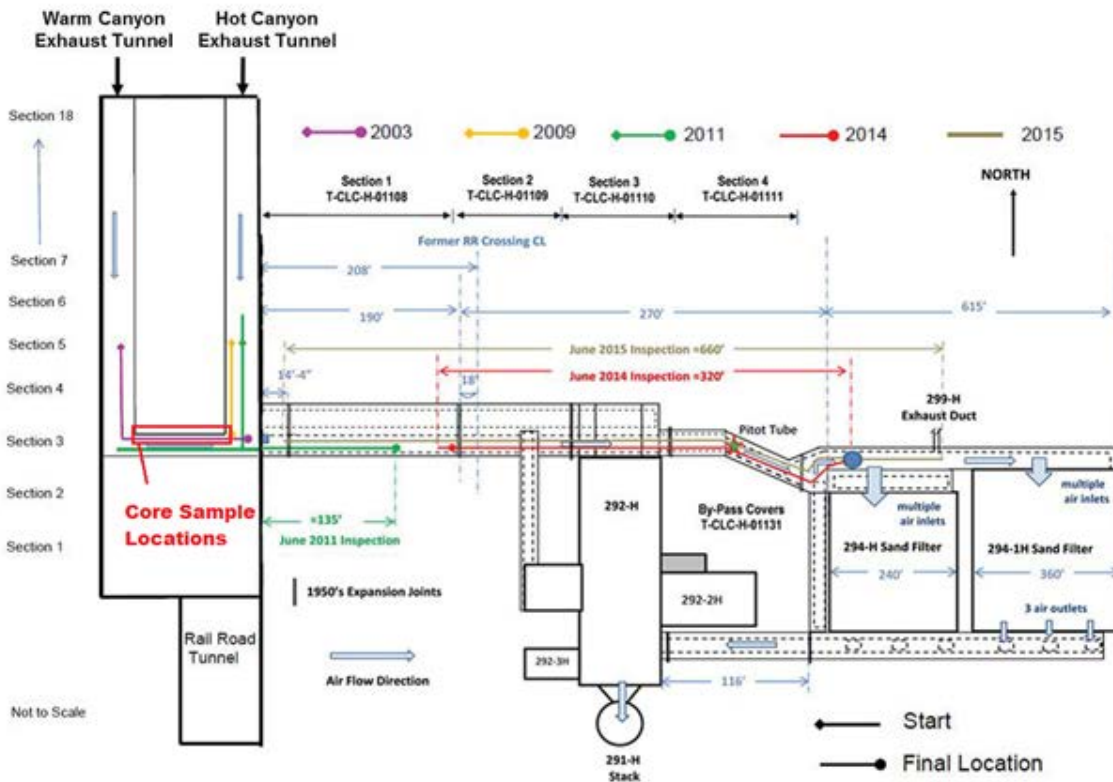 Warm Canyon
Exhaust Tunnel
Hot Canyon
Exhaust Tunnel
Section 18
2003
2009
2011
2014
2015
Section 1
T-CLC-H-01108
Section 2
T-CLC-H-01109
Section 3
T-CLC-H-01110
Section 4
T-CLC-H-01111
NORTH
Former RR Crossing CL
Section 7
208'
Section 6
190'
270'
615'
Section 5
June 2015 Inspection ≈660'
14'-4"
18'
June 2014 Inspection ≈320'
Section 4
299-H
Exhaust Duct
Section 3
Pitot Tube
Section 2
Core Sample
Locations
≈135'
June 2011 Inspection
292-H
By-Pass Covers
T-CLC-H-01131
multiple
air inlets
multiple
air inlets
Section 1
294-H Sand Filter
294-1H Sand Filter
240'
360'
1950's Expansion Joints
292-2H
3 air outlets
Rail Road
Tunnel
292-3H
Air Flow Direction
116'
Not to Scale
Start
291-H
Stack
Final Location